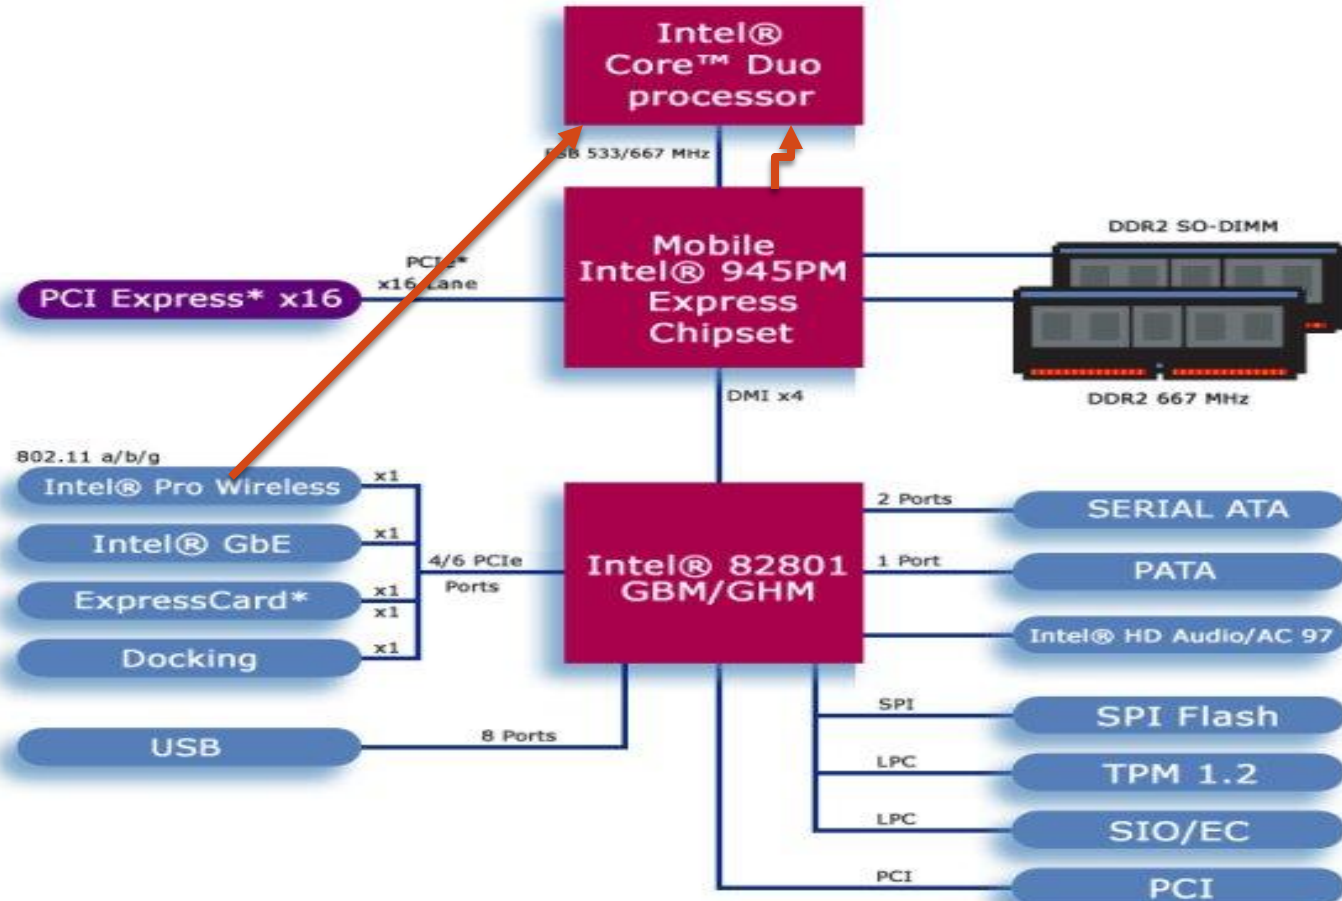 Intel®
Core™ Duo
processor
FSB 533/667 MHz
Mobile
Intel® 945PM
Express
Chipset
DDR2 SO-DIMM
PCIe*
x16 Lane
PCI Express* x16
DDR2 667 MHz
DMI x4
802.11 a/b/g
Intel® Pro Wireless
x1
Intel® GbE
x1
ExpressCard*
x1
x1
Docking
x1
4/6 PCIe
Ports
Intel® 82801
GBM/GHM
2 Ports
SERIAL ATA
1 Port
PATA
Intel® HD Audio/AC 97
USB
8 Ports
SPI
SPI Flash
LPC
TPM 1.2
LPC
SIO/EC
PCI
PCI